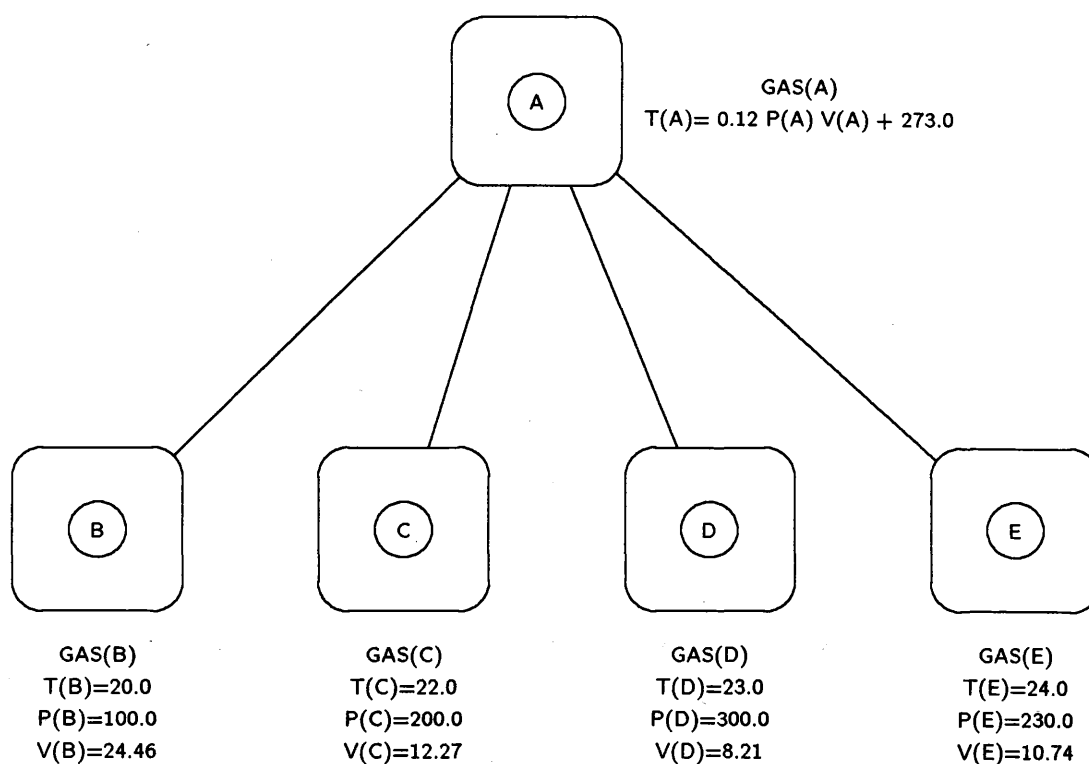 A
GAS(A)
T(A)= 0.12 P(A) V(A) + 273.0
B
C
D
E
GAS(B)
T(B)=20.0
P(B)=100.0
V(B)=24.46
GAS(C)
T(C)=22.0
P(C)=200.0
V(C)=12.27
GAS(D)
T(D)=23.0
P(D)=300.0
V(D)=8.21
GAS(E)
T(E)=24.0
P(E)=230.0
V(E)=10.74